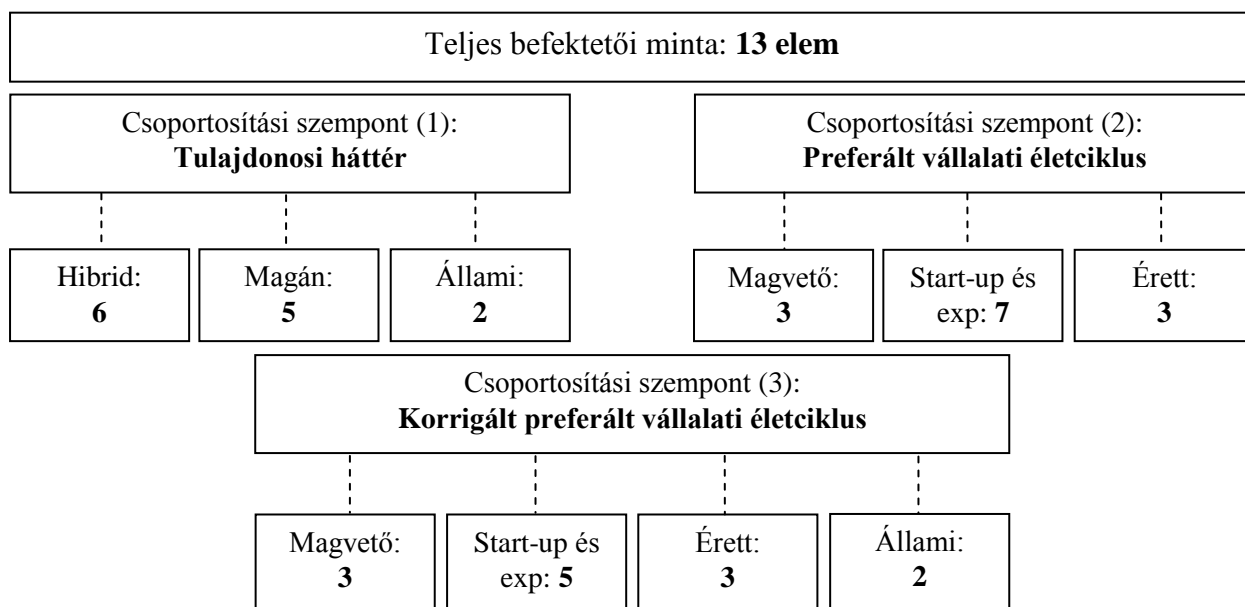 Teljes befektetői minta: 13 elem
Csoportosítási szempont (1):
Tulajdonosi háttér
Csoportosítási szempont (2):
Preferált vállalati életciklus
Hibrid:
6
Magán:
5
Állami:
2
Magvető:
3
Start-up és
exp: 7
Érett:
3
Csoportosítási szempont (3):
Korrigált preferált vállalati életciklus
Magvető:
3
Start-up és
exp: 5
Érett:
3
Állami:
2